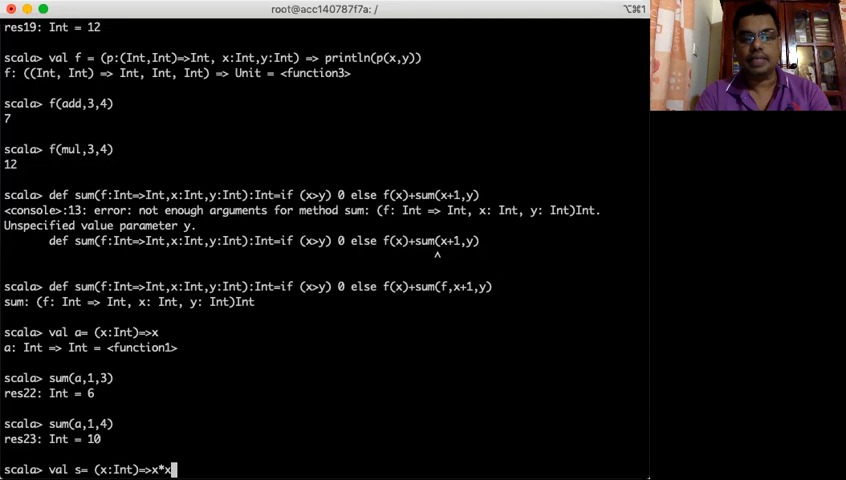 root@acc140787f7a: /
⌥⌘1
res19: Int = 12
scala> val f = (p:(Int,Int)=>Int, x:Int,y:Int) => println(p(x,y))
f: ((Int, Int) => Int, Int, Int) => Unit = <function3>
scala> f(add,3,4)
7
scala> f(mul,3,4)
12
scala> def sum(f:Int=>Int,x:Int,y:Int):Int=if (x>y) 0 else f(x)+sum(x+1,y)
<console>:13: error: not enough arguments for method sum: (f: Int => Int, x: Int, y: Int)Int.
Unspecified value parameter y.
def sum(f:Int=>Int,x:Int,y:Int):Int=if (x>y) 0 else f(x)+sum(x+1,y)
^
scala> def sum(f:Int=>Int,x:Int,y:Int):Int=if (x>y) 0 else f(x)+sum(f,x+1,y)
sum: (f: Int => Int, x: Int, y: Int)Int
scala> val a= (x:Int)=>x
a: Int => Int = <function1>
scala> sum(a,1,3)
res22: Int = 6
scala> sum(a,1,4)
res23: Int = 10
scala> val s= (x:Int)=>x*x